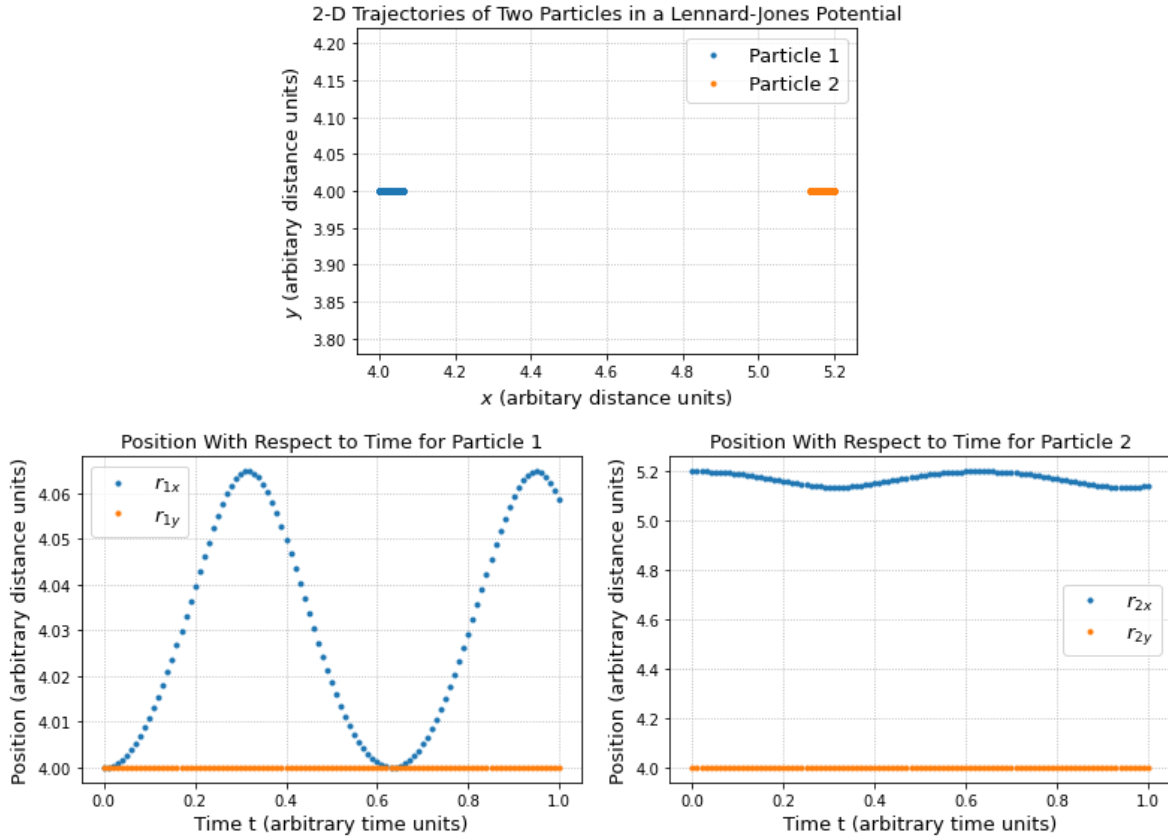 2-D Trajectories of Two Particles in a Lennard-Jones Potential
4.20
4.15
4.10
4.05
4.00
3.95
3.90
3.85
3.80
y (arbitary distance units)
Particle 1
Particle 2
4.0 4.2 4.4 4.6 4.8 5.0 5.2
x (arbitary distance units)
Position With Respect to Time for Particle 1
4.06
4.05
4.04
4.03
4.02
4.01
4.00
Position (arbitrary distance units)
r1x
r1y
0.0 0.2 0.4 0.6 0.8 1.0
Time t (arbitrary time units)
Position With Respect to Time for Particle 2
5.2
5.0
4.8
4.6
4.4
4.2
4.0
Position (arbitrary distance units)
r2x
r2y
0.0 0.2 0.4 0.6 0.8 1.0
Time t (arbitrary time units)